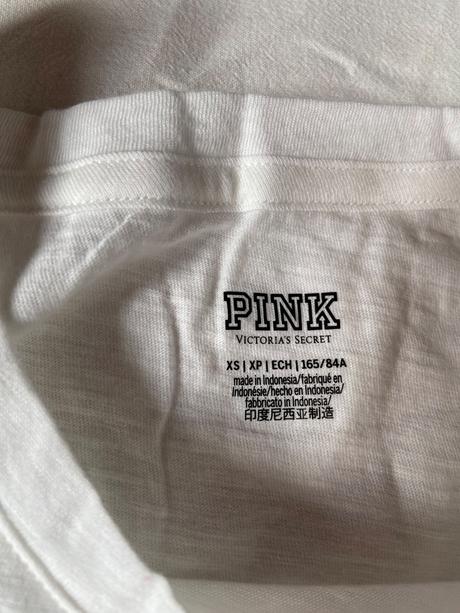 PINK
VICTORIA'S SECRET
XS | XP | ECH | 165/84A
made in Indonesia/fabriqué en
Indonésie/hecho en Indonesia/
fabbricato in Indonesia/
印度尼西亚制造